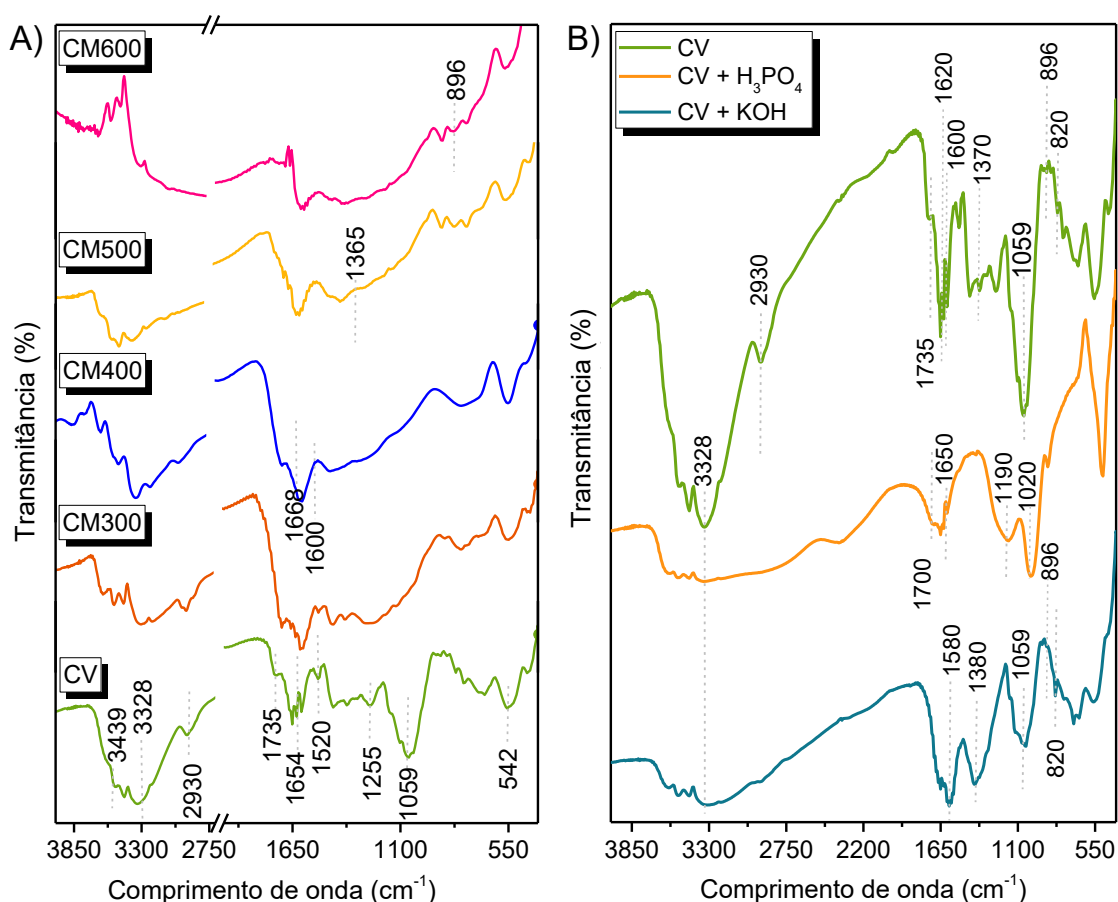 A)
CM600
896
CM500
1365
CM400
1668
1600
CM300
CV
3439
3328
2930
1735
1654
1520
1255
1059
542
Transmitância (%)
3850 3300 2750 1650 1100 550
Comprimento de onda (cm⁻¹)
B)
CV
CV + H₃PO₄
CV + KOH
1620
1600
1370
896
820
2930
1735
1059
3328
1650
1190
1020
1700
896
1580
1380
1059
820
Transmitância (%)
3850 3300 2750 2200 1650 1100 550
Comprimento de onda (cm⁻¹)